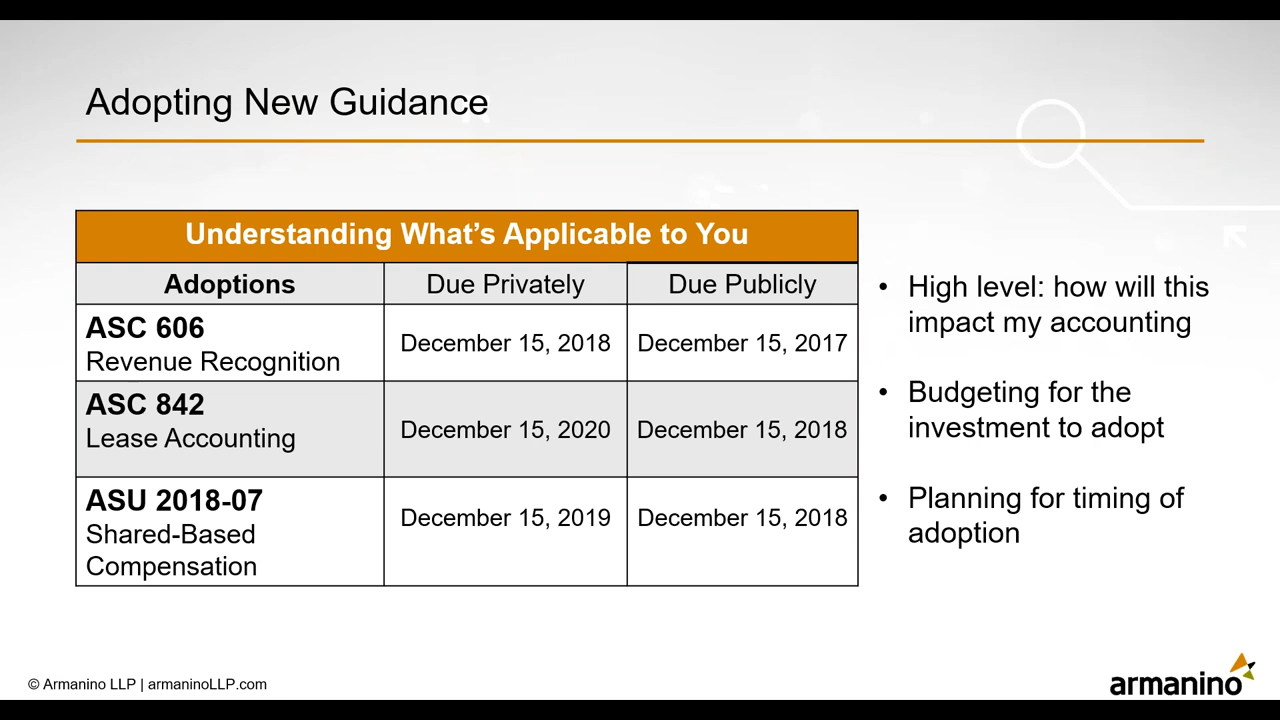 Adopting New Guidance
Understanding What's Applicable to You
Adoptions Due Privately Due Publicly
ASC 606
Revenue Recognition
December 15, 2018 December 15, 2017
ASC 842
Lease Accounting
December 15, 2020 December 15, 2018
ASU 2018-07
Shared-Based
Compensation
December 15, 2019 December 15, 2018
• High level: how will this
impact my accounting
• Budgeting for the
investment to adopt
• Planning for timing of
adoption
© Armanino LLP | armaninoLLP.com
armanino